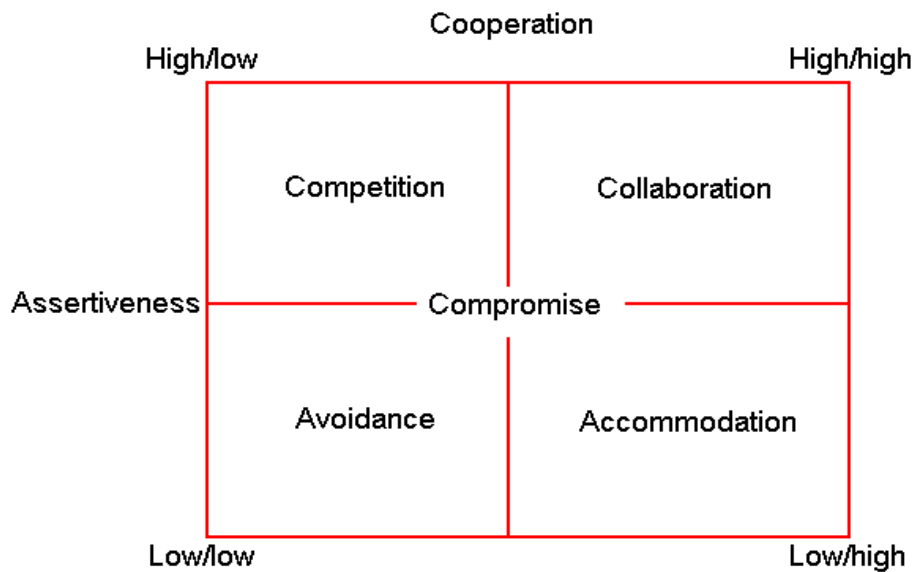 Cooperation
High/low
High/high
Competition
Collaboration
Assertiveness
Compromise
Avoidance
Accommodation
Low/low
Low/high